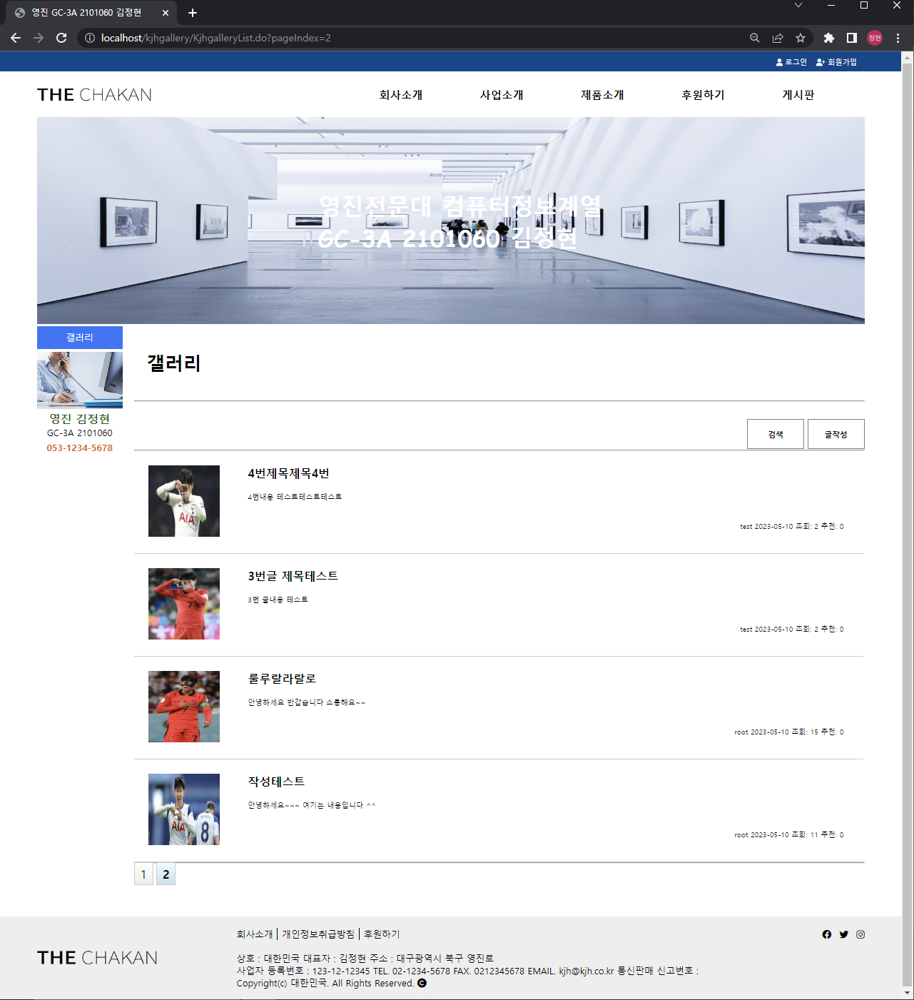 영진 GC-3A 2101060 김정현
localhost/kjhgallery/KjhgalleryList.do?pageIndex=2
정현
로그인 회원가입
THE CHAKAN
회사소개 사업소개 제품소개 후원하기 게시판
영진전문대 컴퓨터정보계열
GC-3A 2101060 김정현
갤러리
영진 김정현
GC-3A 2101060
053-1234-5678
갤러리
검색 글작성
4번제목제목4번
4번내용 테스트테스트테스트
test 2023-05-10 조회: 2 추천: 0
3번글 제목테스트
3번 글내용 테스트
test 2023-05-10 조회: 2 추천: 0
룰루랄라랄로
안녕하세요 반갑습니다 소통해요~~
root 2023-05-10 조회: 15 추천: 0
작성테스트
안녕하세요~~~ 여기는 내용입니다 ^^
root 2023-05-10 조회: 11 추천: 0
1 2
THE CHAKAN
회사소개 개인정보취급방침 후원하기
상호 : 대한민국 대표자 : 김정현 주소 : 대구광역시 북구 영진로
사업자 등록번호 : 123-12-12345 TEL. 02-1234-5678 FAX. 0212345678 EMAIL. kjh@kjh.co.kr 통신판매 신고번호 :
Copyright(c) 대한민국. All Rights Reserved.